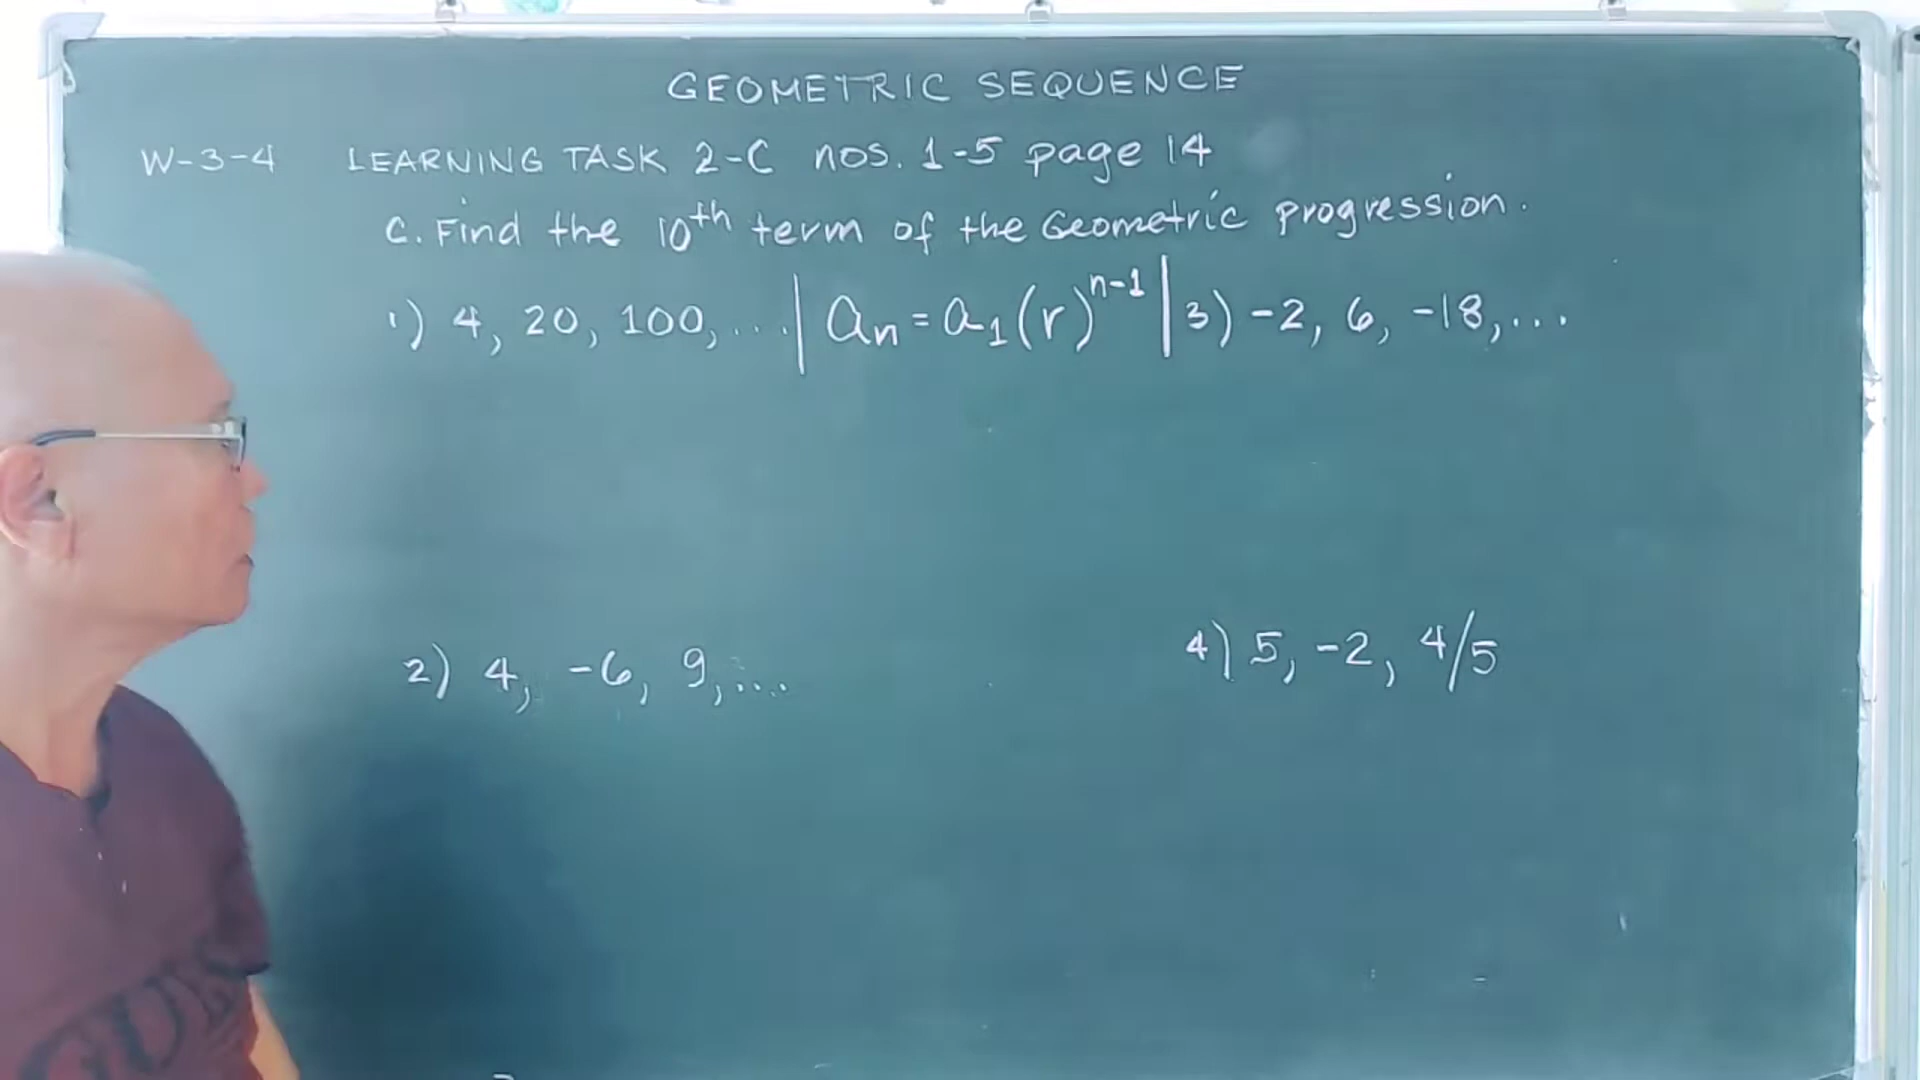 GEOMETRIC SEQUENCE
W-3-4 LEARNING TASK 2-C nos. 1-5 page 14
C. Find the 10th term of the Geometric progression.
1) 4, 20, 100, ... | an = a1(r)^n-1 | 3) -2, 6, -18, ...
2) 4, -6, 9, .... 4) 5, -2, 4/5